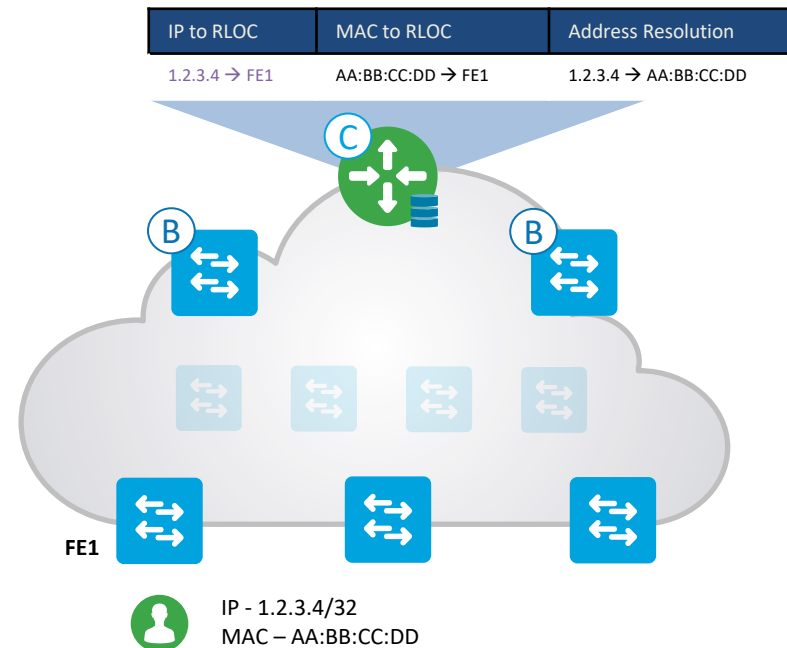 IP to RLOC MAC to RLOC Address Resolution
1.2.3.4 → FE1 AA:BB:CC:DD → FE1 1.2.3.4 → AA:BB:CC:DD
C
B B
FE1
IP - 1.2.3.4/32
MAC – AA:BB:CC:DD